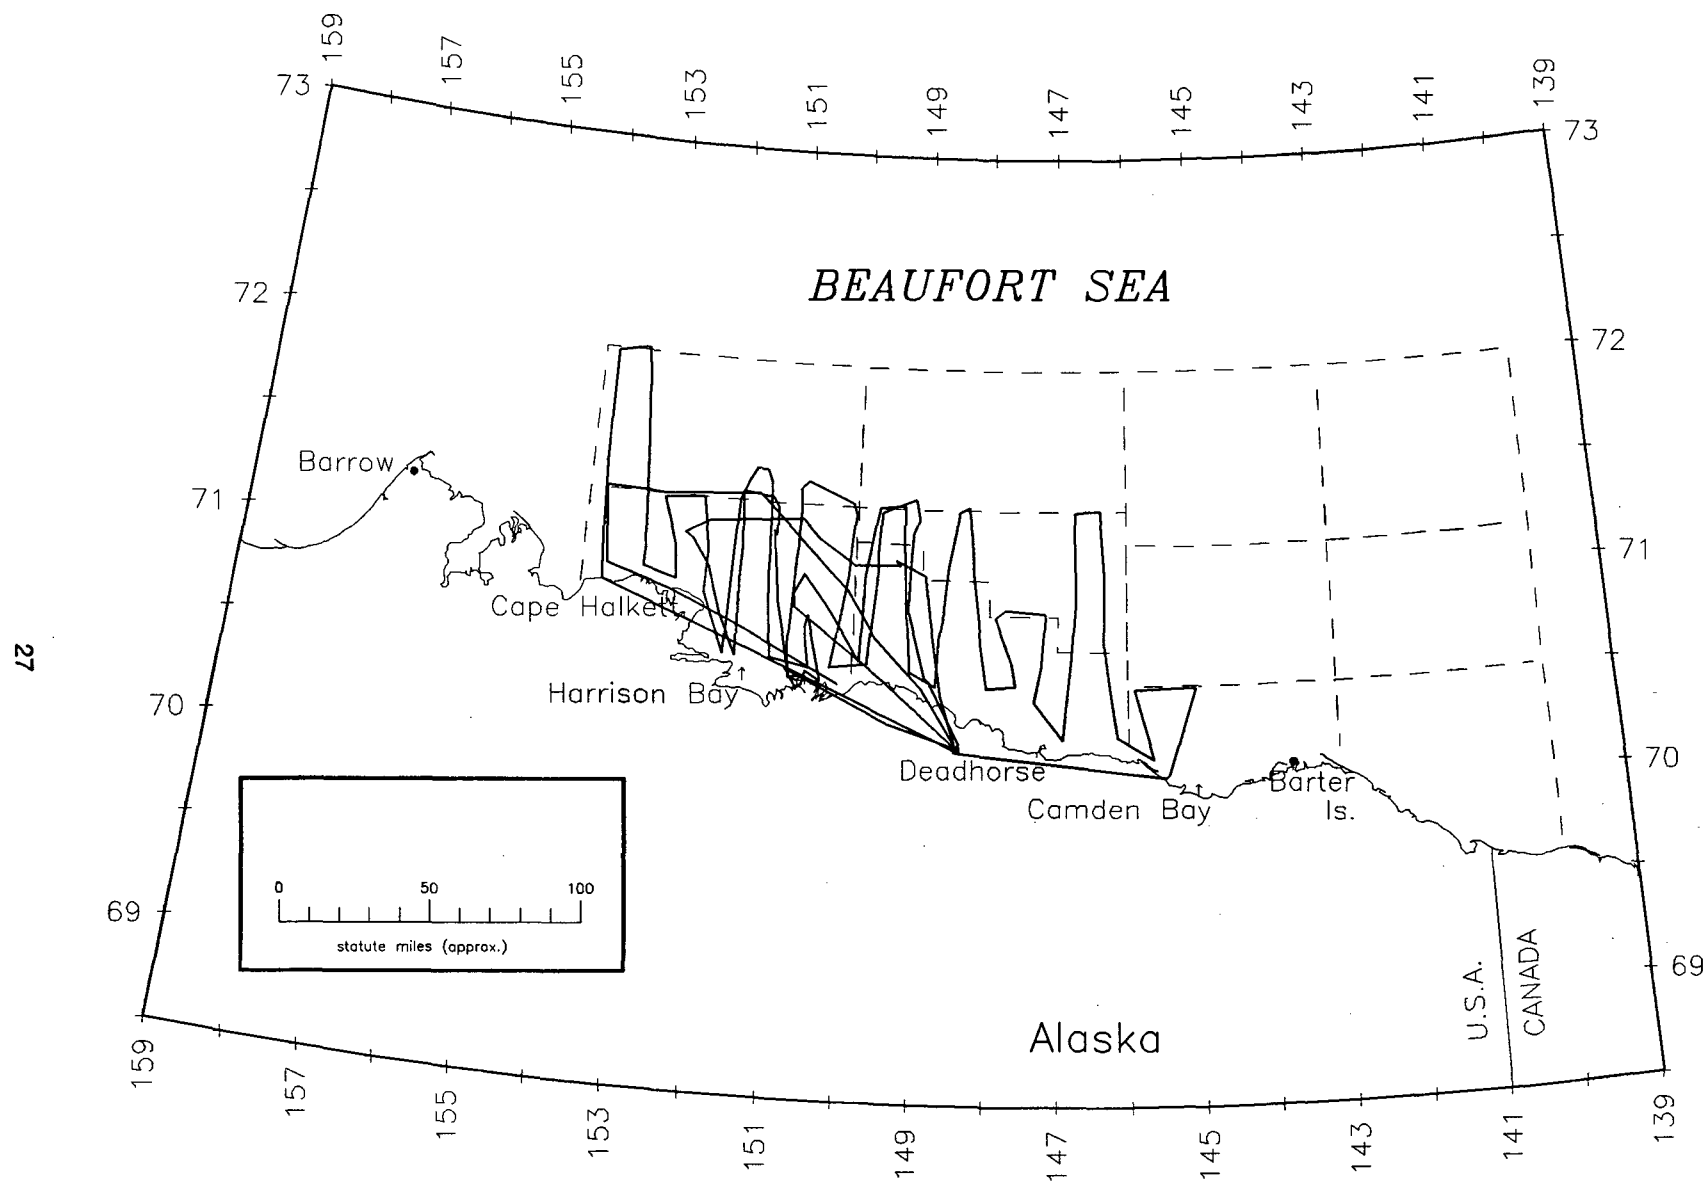 159
157
155
153
151
149
147
145
143
141
139
73
73
BEAUFORT SEA
72
72
Barrow
71
71
Cape Halkett
27
Harrison Bay
70
70
Deadhorse
Camden Bay
Barter
Is.
0 50 100
statute miles (approx.)
69
69
U.S.A.
CANADA
Alaska
159
157
155
153
151
149
147
145
143
141
139